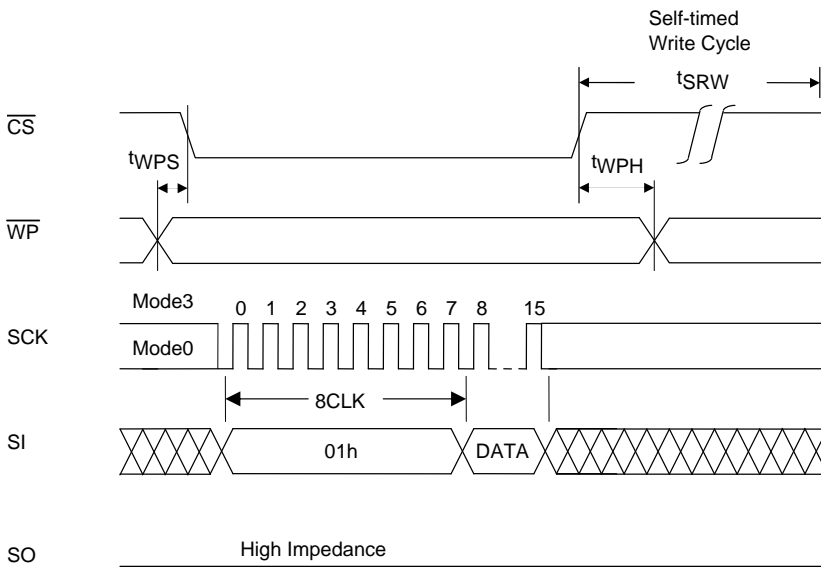 Self-timed
Write Cycle
tSRW
CS
tWPS
tWPH
WP
Mode3
0 1 2 3 4 5 6 7 8 15
SCK
Mode0
8CLK
SI
01h
DATA
High Impedance
SO